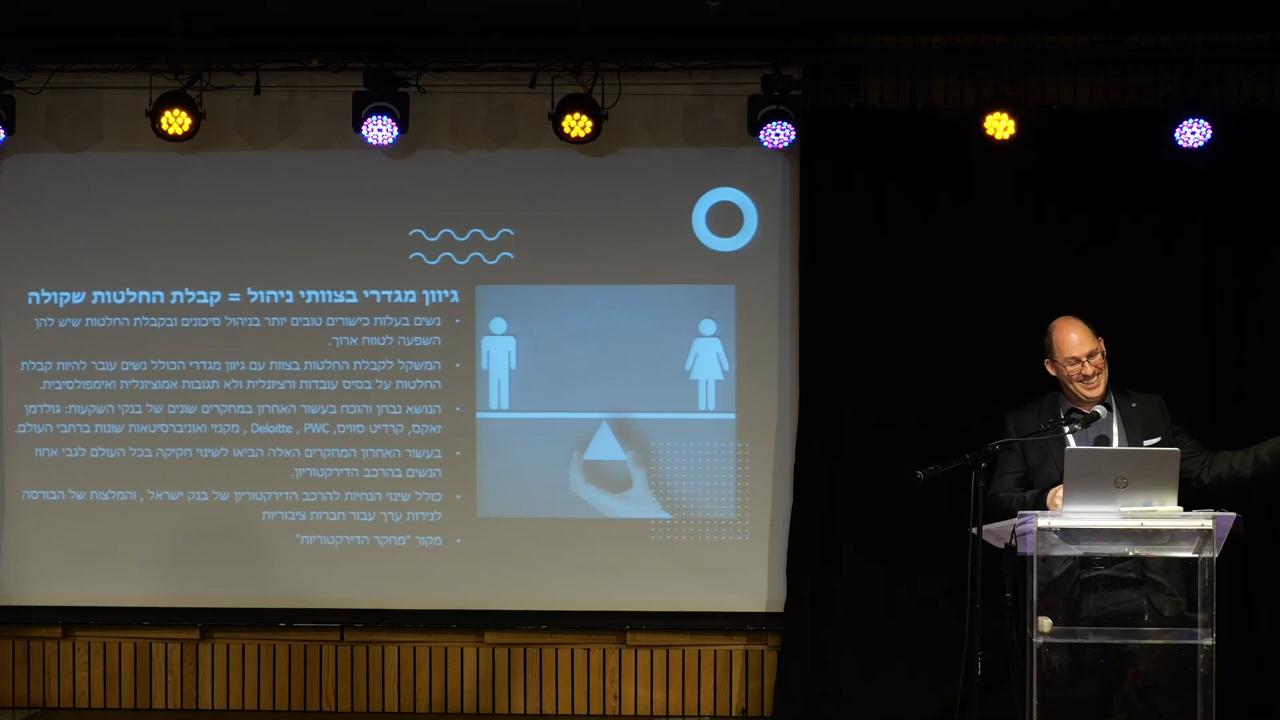 גיוון מגדרי בצוותי ניהול = קבלת החלטות שקולה
• נשים בעלות כישורים טובים יותר בניהול סיכונים ובקבלת החלטות שיש להן
השפעה לטווח ארוך.
• המשקל לקבלת החלטות בצוות עם גיוון מגדרי הכולל נשים עובר להיות קבלת
החלטות על בסיס עובדות ורציונלית ולא תגובות אמוציונלית ואימפולסיבית.
• הנושא נבחן והוכח בעשור האחרון במחקרים שונים של בנקי השקעות: גולדמן
זאקס, קרדיט סוויס, Deloitte , PWC , מקנזי ואוניברסיטאות שונות ברחבי העולם.
• בעשור האחרון המחקרים האלה הביאו לשינוי חקיקה בכל העולם לגבי אחוז
הנשים בהרכב הדירקטוריון.
• כולל שינוי הנחיות להרכב הדירקטוריון של בנק ישראל , והמלצות של הבורסה
לניירות ערך עבור חברות ציבוריות
• מקור "מחקר הדירקטוריות"
hp